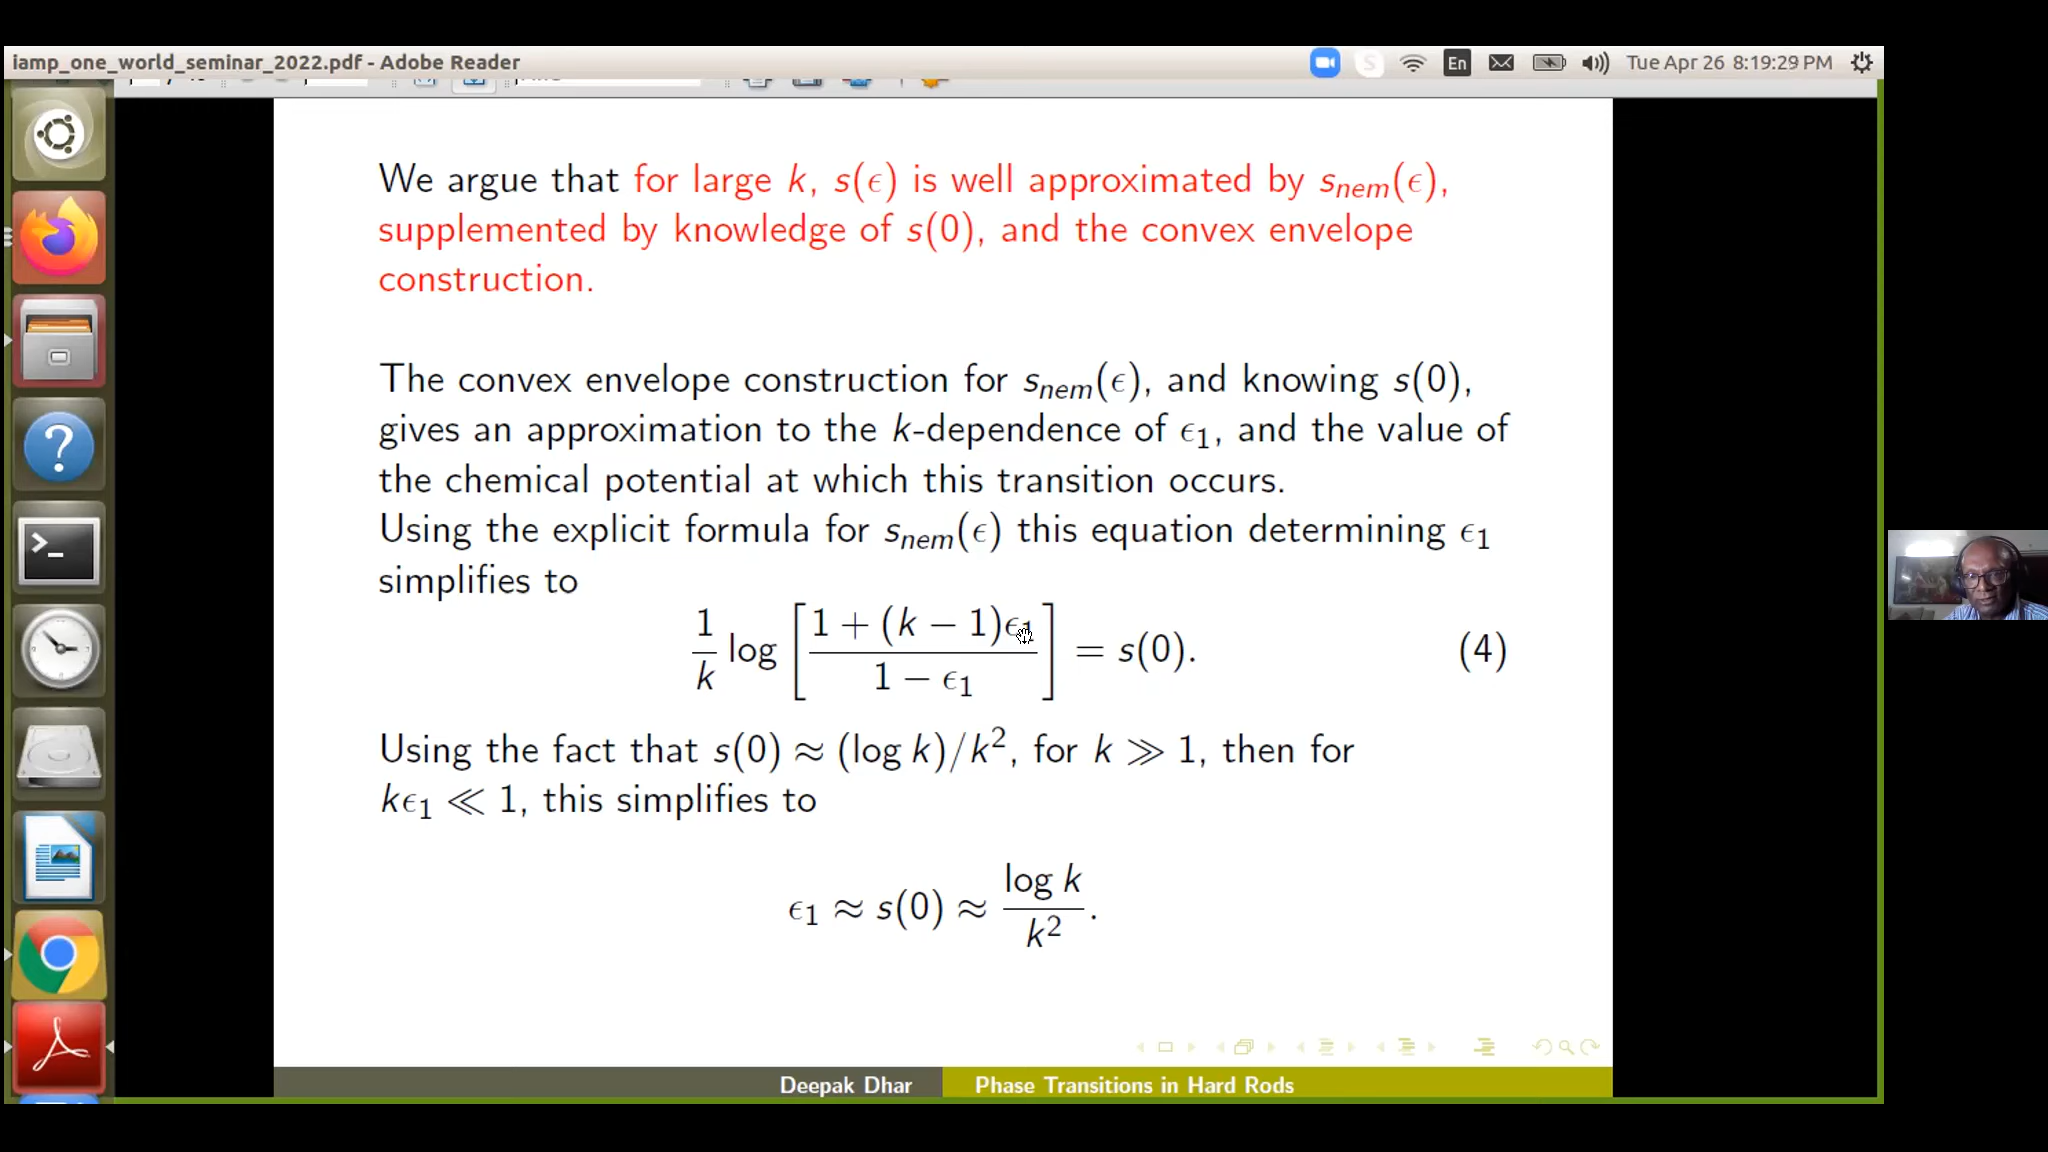 iamp_one_world_seminar_2022.pdf - Adobe Reader
En
Tue Apr 26 8:19:29 PM
We argue that for large k, s(ϵ) is well approximated by s_nem(ϵ),
supplemented by knowledge of s(0), and the convex envelope
construction.
The convex envelope construction for s_nem(ϵ), and knowing s(0),
gives an approximation to the k-dependence of ϵ₁, and the value of
the chemical potential at which this transition occurs.
Using the explicit formula for s_nem(ϵ) this equation determining ϵ₁
simplifies to
1/k log [ (1 + (k − 1)ϵ₁) / (1 − ϵ₁) ] = s(0). (4)
Using the fact that s(0) ≈ (log k)/k², for k ≫ 1, then for
kϵ₁ ≪ 1, this simplifies to
ϵ₁ ≈ s(0) ≈ log k / k².
Deepak Dhar
Phase Transitions in Hard Rods